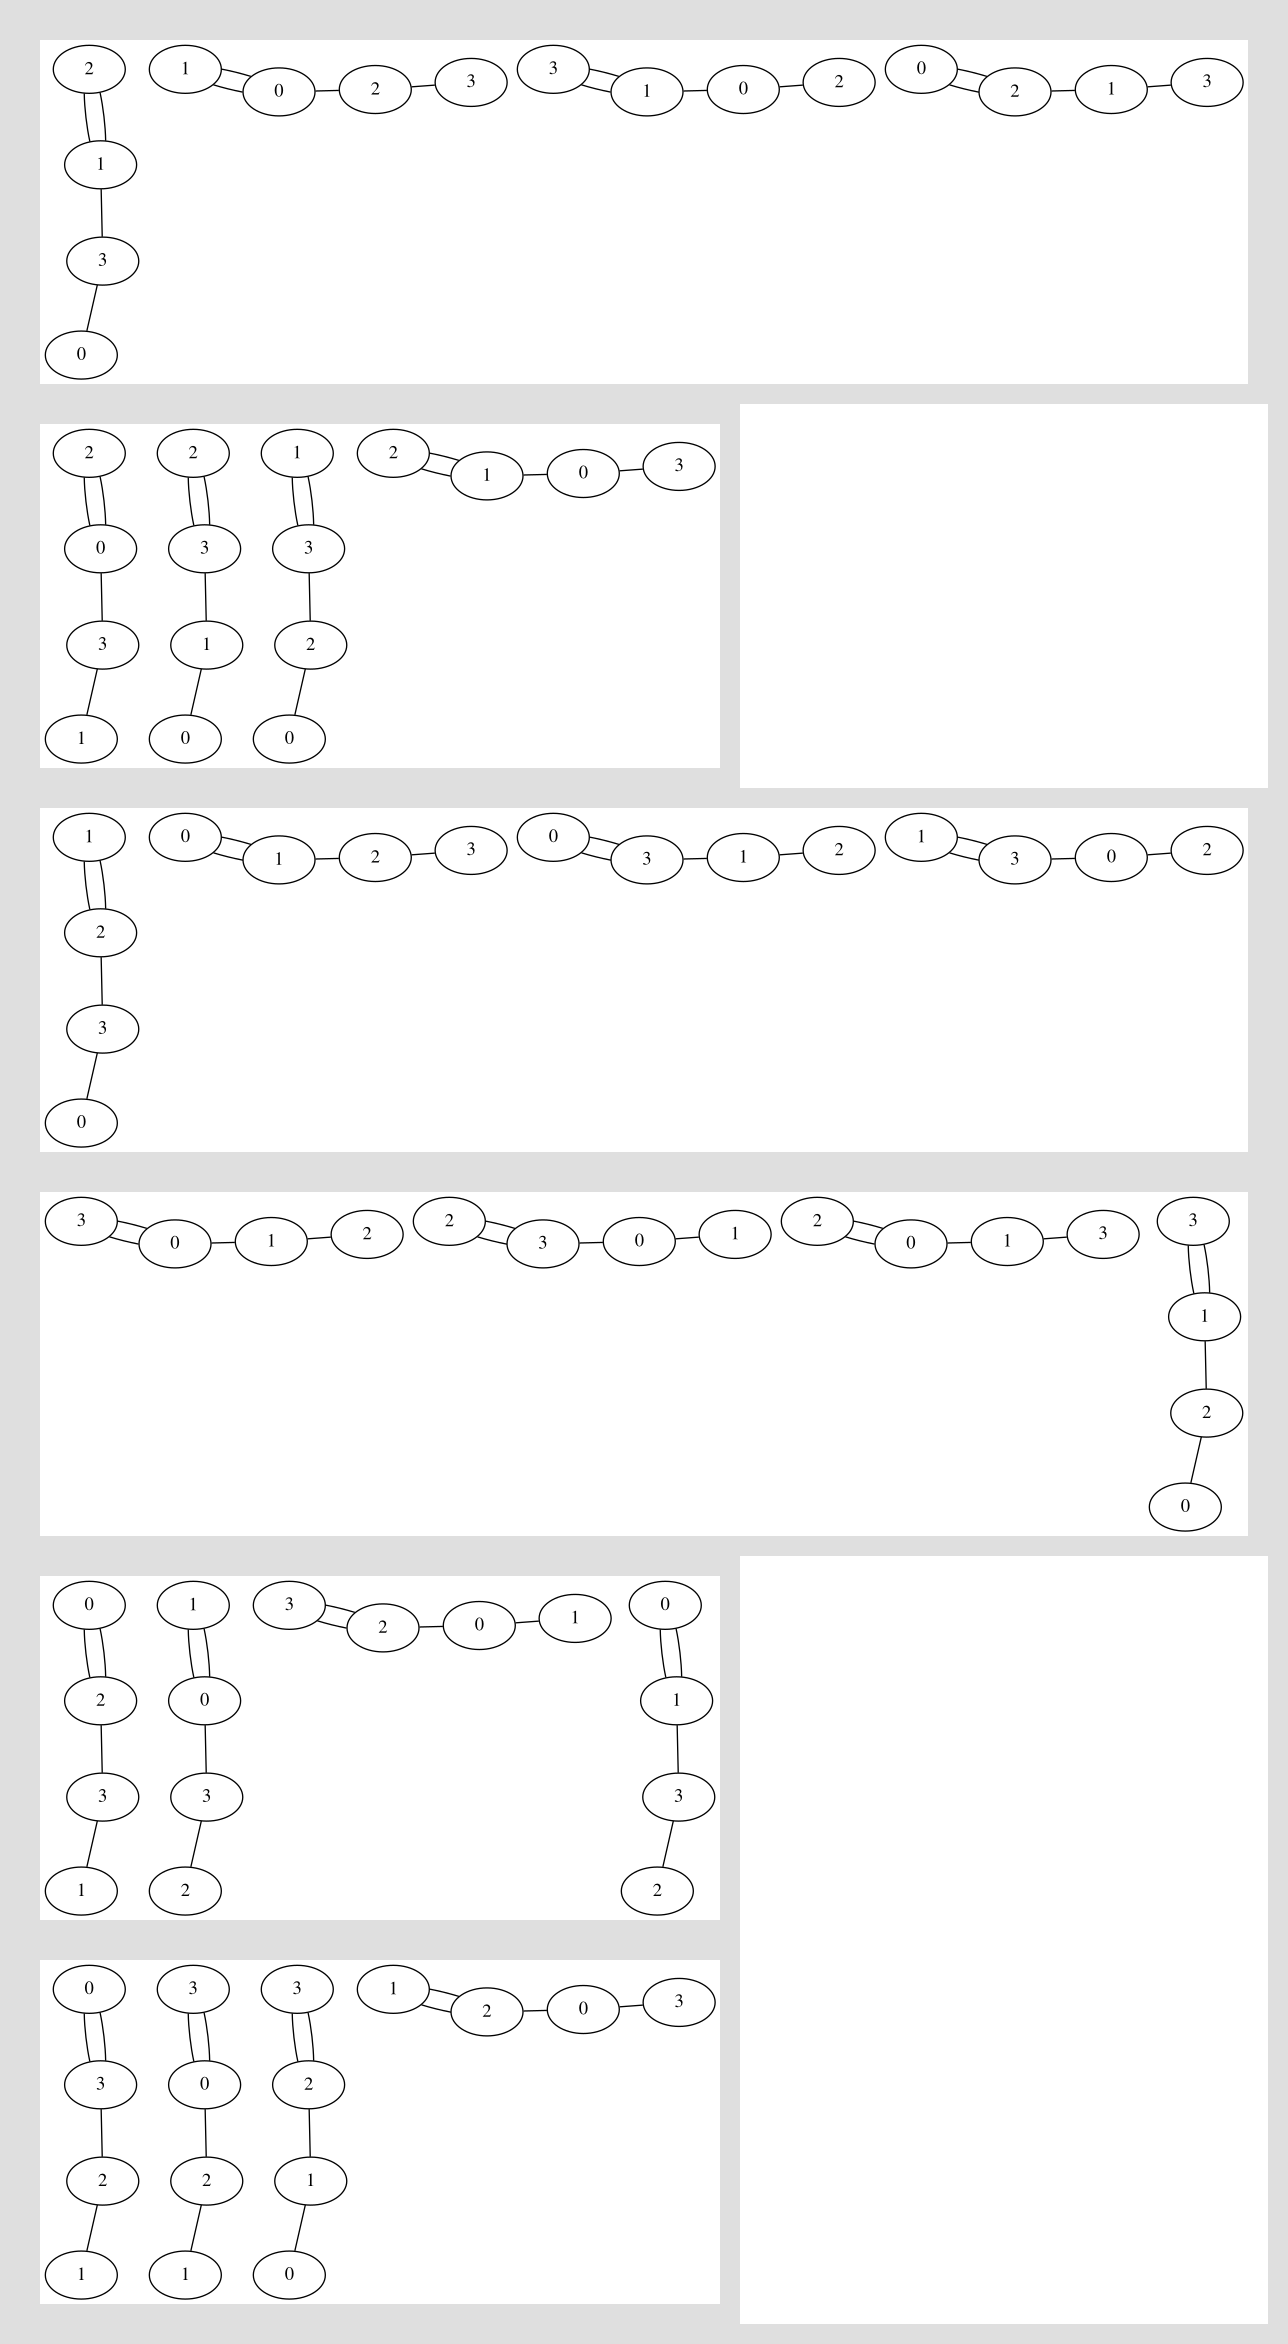 2 1 3 0
1 0 2 3
3 1 0 2
0 2 1 3
2 0 3 1
2 3 1 0
1 3 2 0
2 1 0 3
1 2 3 0
0 1 2 3
0 3 1 2
1 3 0 2
3 0 1 2
2 3 0 1
2 0 1 3
3 1 2 0
0 2 3 1
1 0 3 2
3 2 0 1
0 1 3 2
0 3 2 1
3 0 2 1
3 2 1 0
1 2 0 3